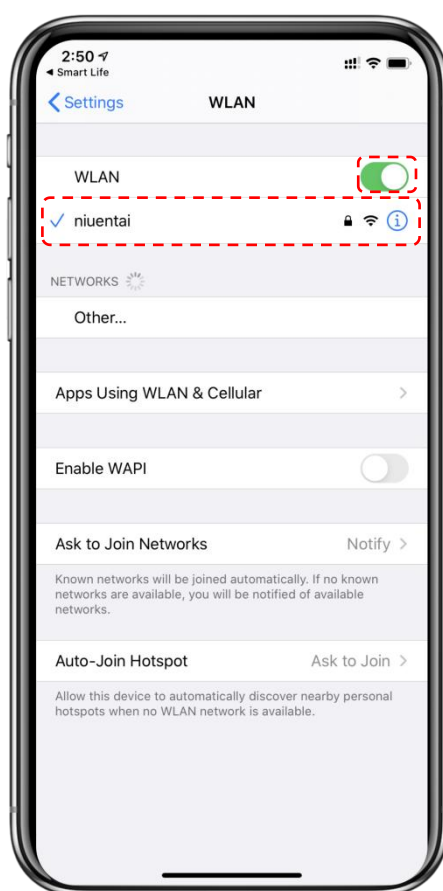 2:50
Smart Life
Settings
WLAN
WLAN
niuentai
NETWORKS
Other...
Apps Using WLAN & Cellular
Enable WAPI
Ask to Join Networks
Notify
Known networks will be joined automatically. If no known
networks are available, you will be notified of available
networks.
Auto-Join Hotspot
Ask to Join
Allow this device to automatically discover nearby personal
hotspots when no WLAN network is available.